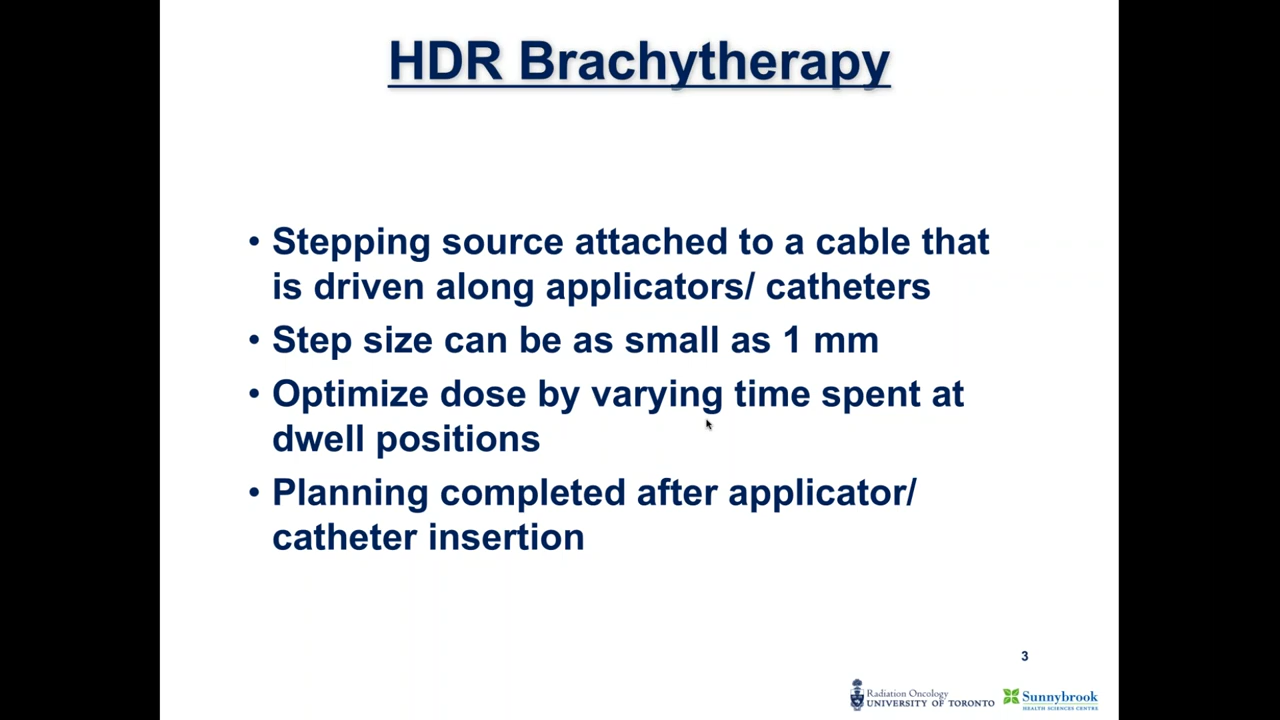 HDR Brachytherapy
• Stepping source attached to a cable that
is driven along applicators/ catheters
• Step size can be as small as 1 mm
• Optimize dose by varying time spent at
dwell positions
• Planning completed after applicator/
catheter insertion
3
Radiation Oncology
UNIVERSITY OF TORONTO
Sunnybrook
HEALTH SCIENCES CENTRE